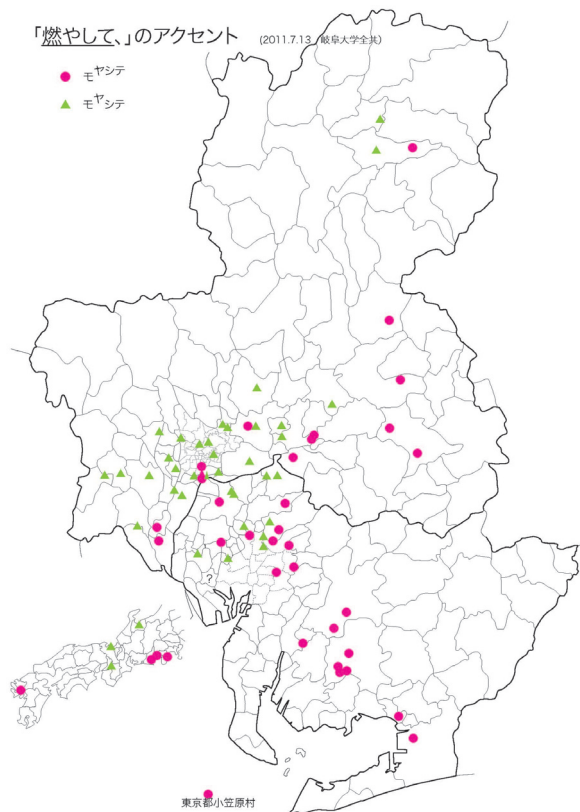 「燃やして、」のアクセント (2011.7.13 岐阜大学全共)
モヤシテ
モヤシテ
?
東京都小笠原村